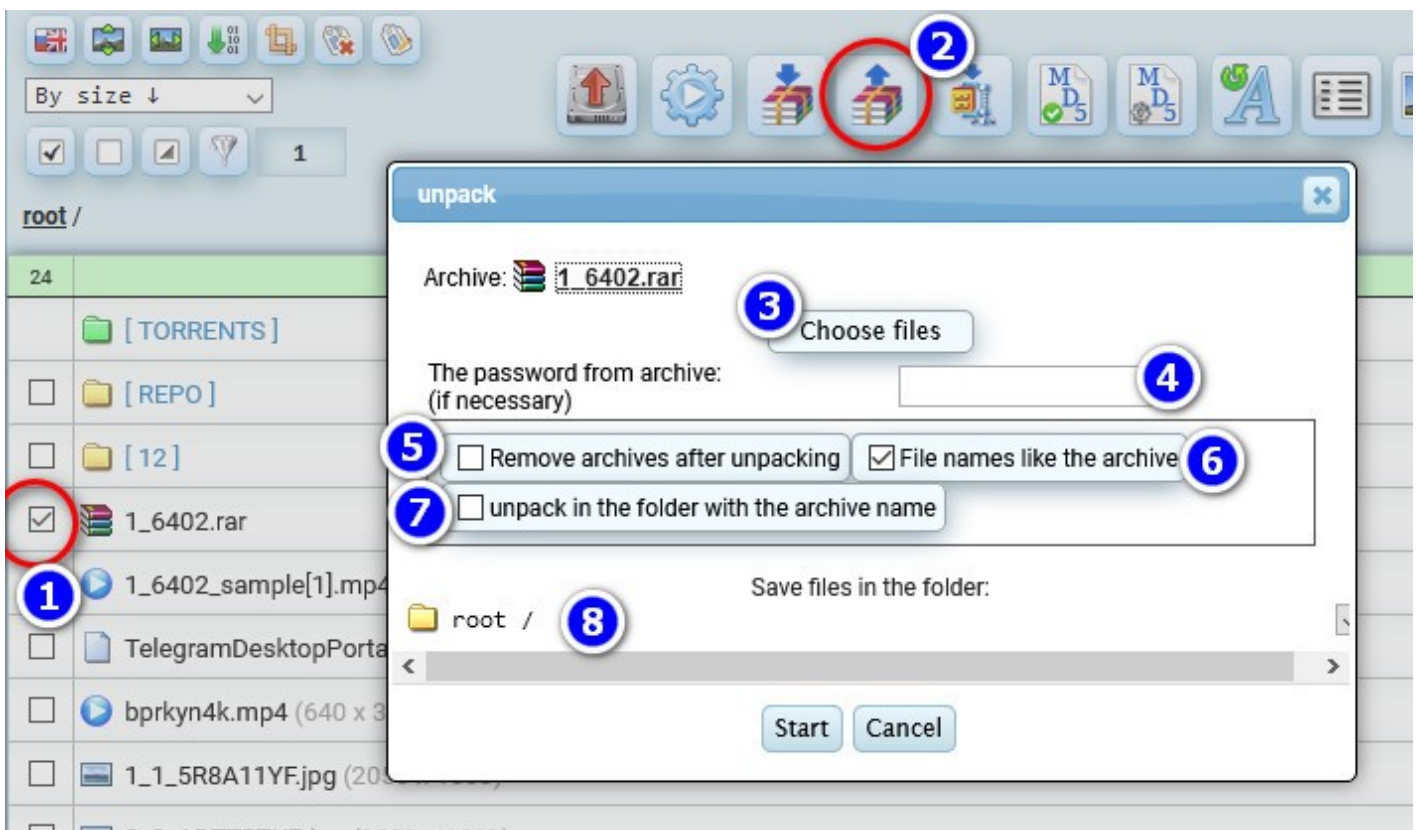 2
By size ↓
1
M D5
M D5
A
root /
unpack
24
Archive: 1_6402.rar
3
Choose files
[ TORRENTS ]
The password from archive:
(if necessary)
4
[ REPO ]
5
Remove archives after unpacking
File names like the archive
6
[ 12 ]
7
unpack in the folder with the archive name
1_6402.rar
1
1_6402_sample[1].mp4
Save files in the folder:
root /
8
TelegramDesktopPorta
bprkyn4k.mp4 (640 x 3
Start
Cancel
1_1_5R8A11YF.jpg (20